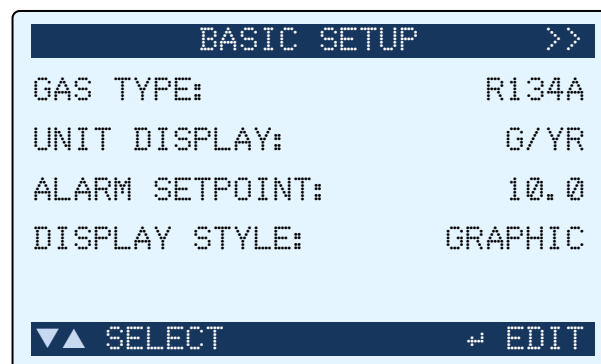 BASIC SETUP >>
GAS TYPE: R134A
UNIT DISPLAY: G/YR
ALARM SETPOINT: 10.0
DISPLAY STYLE: GRAPHIC
▼▲ SELECT ↵ EDIT